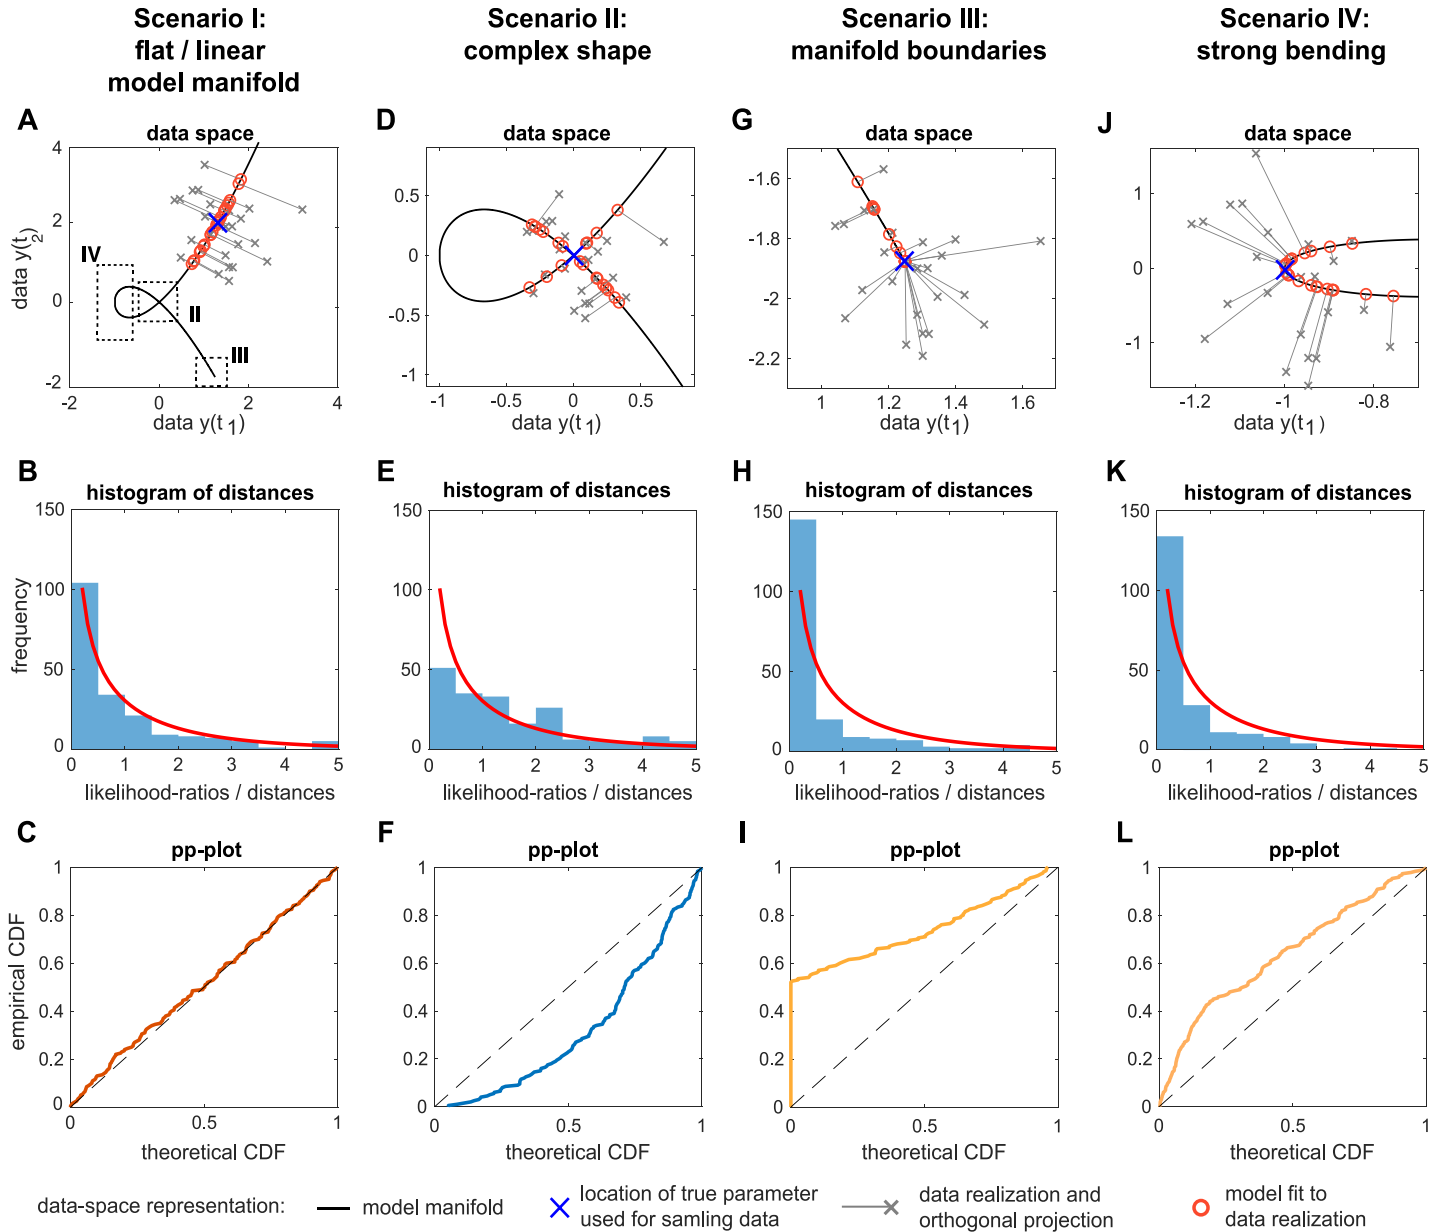 Scenario I:
flat / linear
model manifold
Scenario II:
complex shape
Scenario III:
manifold boundaries
Scenario IV:
strong bending
A
data space
data y(t2)
4
2
0
-2
-2
0
2
4
data y(t1)
IV
II
III
D
data space
0.5
0
-0.5
-1
-1
-0.5
0
0.5
data y(t1)
G
data space
-1.6
-1.8
-2
-2.2
1
1.2
1.4
1.6
data y(t1)
J
data space
1
0
-1
-1.2
-1
-0.8
data y(t1)
B
histogram of distances
frequency
150
100
50
0
0
1
2
3
4
5
likelihood-ratios / distances
E
histogram of distances
150
100
50
0
0
1
2
3
4
5
likelihood-ratios / distances
H
histogram of distances
150
100
50
0
0
1
2
3
4
5
likelihood-ratios / distances
K
histogram of distances
150
100
50
0
0
1
2
3
4
5
likelihood-ratios / distances
C
pp-plot
empirical CDF
1
0.8
0.6
0.4
0.2
0
0
0.5
1
theoretical CDF
F
pp-plot
1
0.8
0.6
0.4
0.2
0
0
0.5
1
theoretical CDF
I
pp-plot
1
0.8
0.6
0.4
0.2
0
0
0.5
1
theoretical CDF
L
pp-plot
1
0.8
0.6
0.4
0.2
0
0
0.5
1
theoretical CDF
data-space representation:
model manifold
location of true parameter
used for samling data
data realization and
orthogonal projection
model fit to
data realization